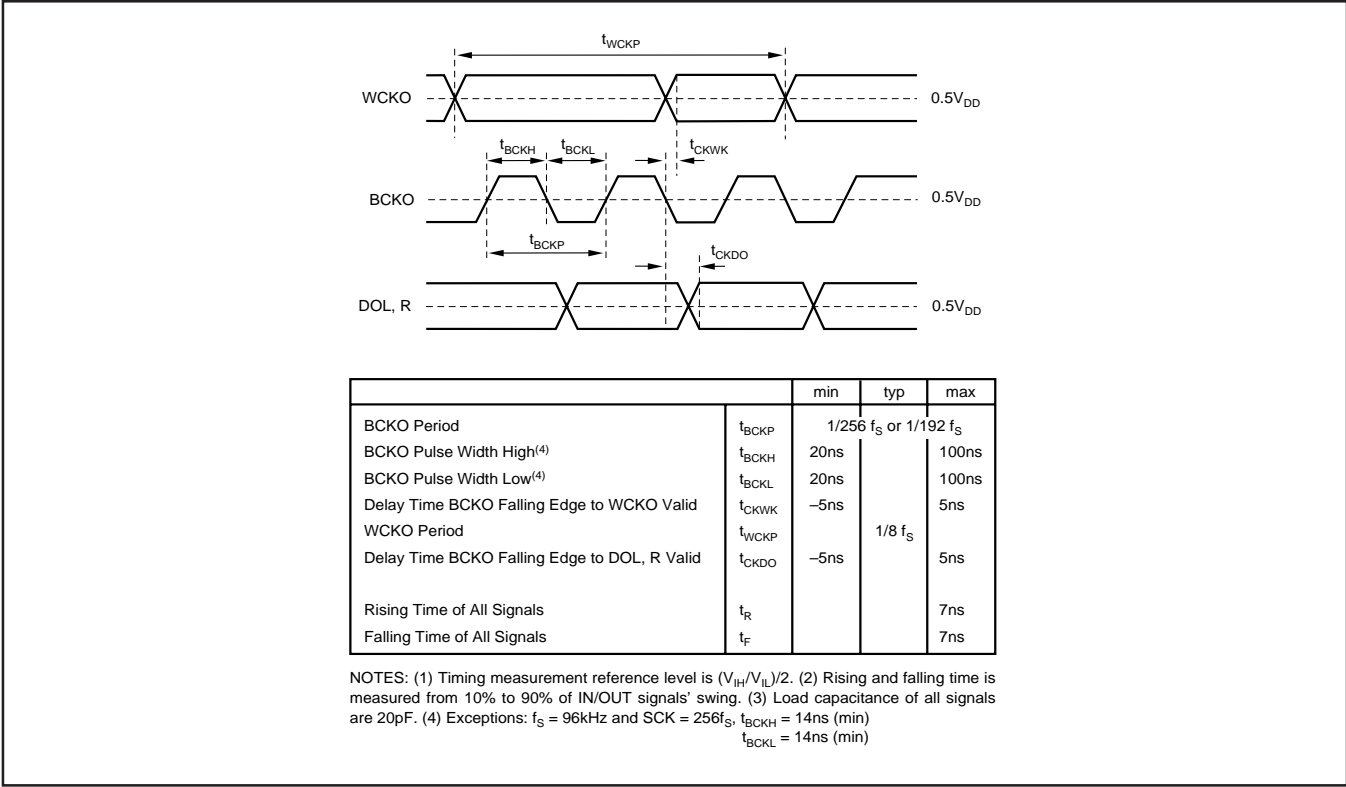 tWCKP
WCKO
0.5VDD
tBCKH tBCKL tCKWK
BCKO
0.5VDD
tBCKP
tCKDO
DOL, R
0.5VDD
min typ max
BCKO Period tBCKP 1/256 fS or 1/192 fS
BCKO Pulse Width High(4) tBCKH 20ns 100ns
BCKO Pulse Width Low(4) tBCKL 20ns 100ns
Delay Time BCKO Falling Edge to WCKO Valid tCKWK –5ns 5ns
WCKO Period tWCKP 1/8 fS
Delay Time BCKO Falling Edge to DOL, R Valid tCKDO –5ns 5ns
Rising Time of All Signals tR 7ns
Falling Time of All Signals tF 7ns
NOTES: (1) Timing measurement reference level is (VIH/VIL)/2. (2) Rising and falling time is
measured from 10% to 90% of IN/OUT signals' swing. (3) Load capacitance of all signals
are 20pF. (4) Exceptions: fS = 96kHz and SCK = 256fS, tBCKH = 14ns (min)
tBCKL = 14ns (min)